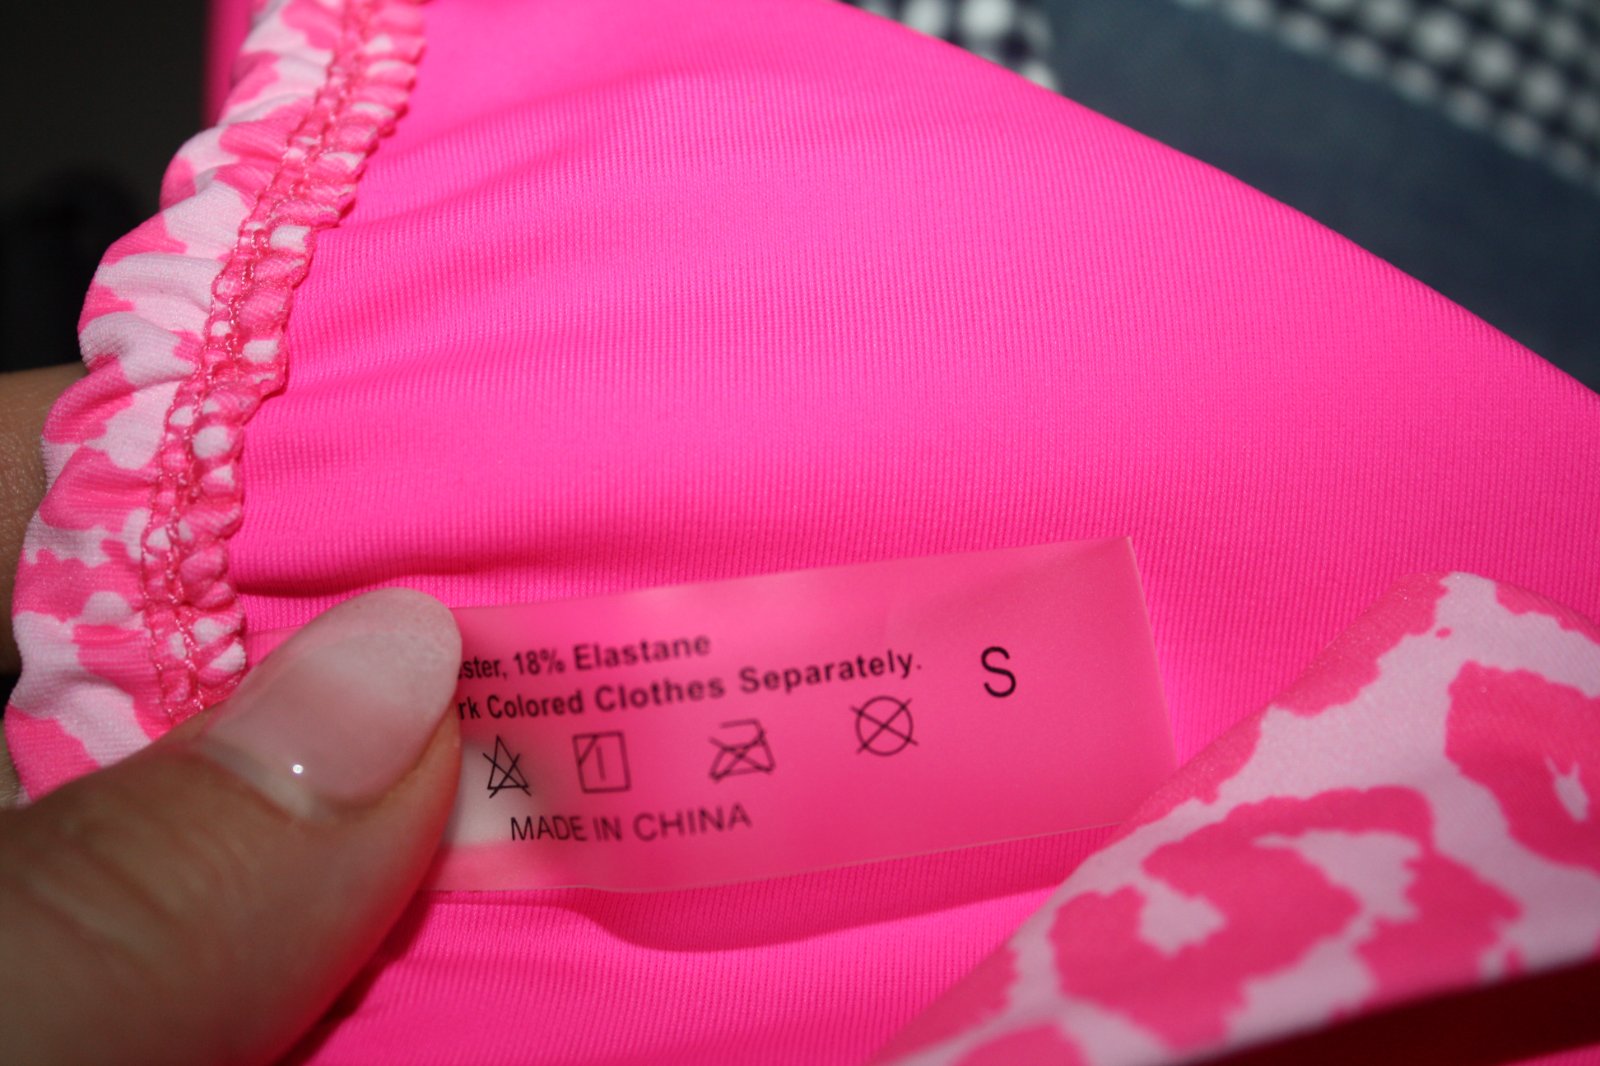 ster, 18% Elastane
rk Colored Clothes Separately.
S
MADE IN CHINA